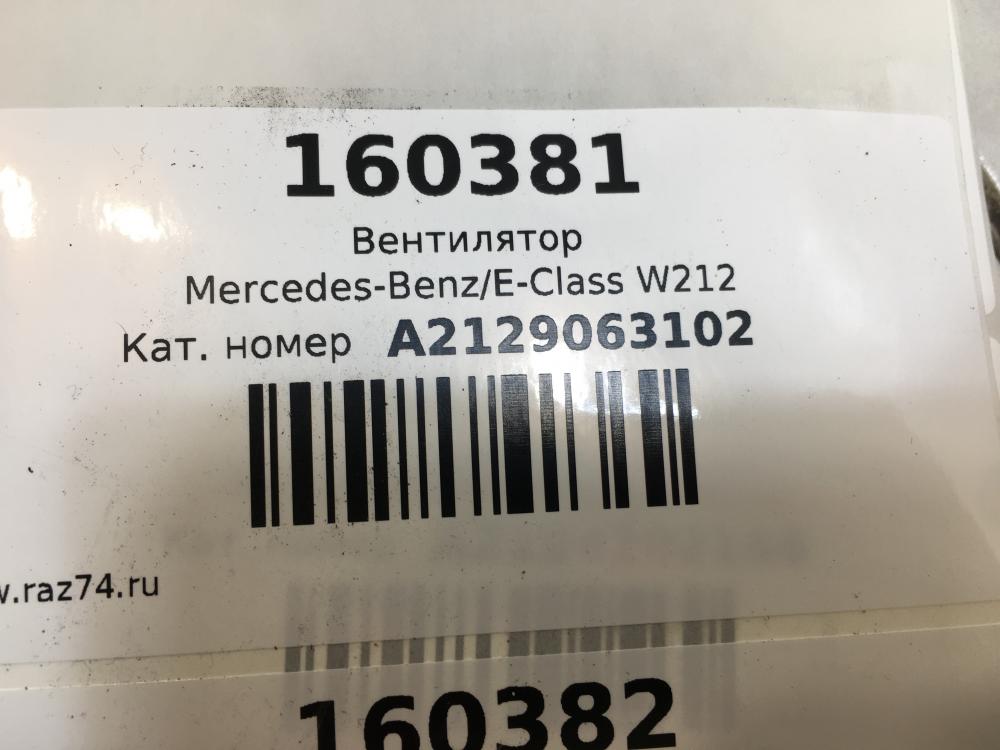 160381
Вентилятор
Mercedes-Benz/E-Class W212
Кат. номер A2129063102
w.raz74.ru
160382